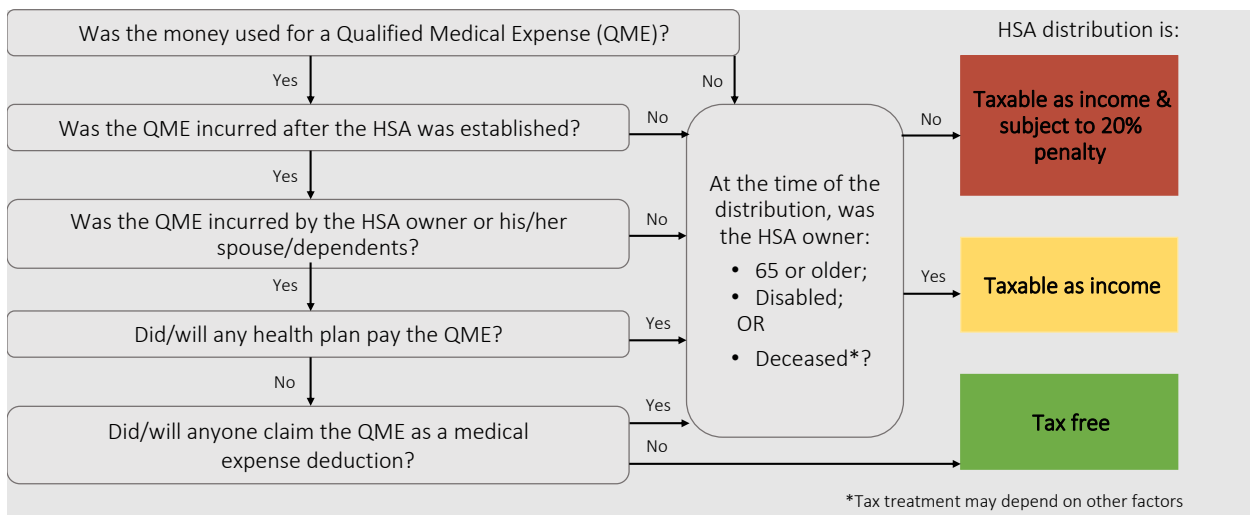 Was the money used for a Qualified Medical Expense (QME)?
HSA distribution is:
Yes
No
Taxable as income &
subject to 20%
penalty
Was the QME incurred after the HSA was established?
No
No
Yes
At the time of the
distribution, was
the HSA owner:
• 65 or older;
• Disabled;
OR
• Deceased*?
Was the QME incurred by the HSA owner or his/her
spouse/dependents?
No
Yes
Taxable as income
Yes
Did/will any health plan pay the QME?
Yes
No
Did/will anyone claim the QME as a medical
expense deduction?
Yes
No
Tax free
*Tax treatment may depend on other factors